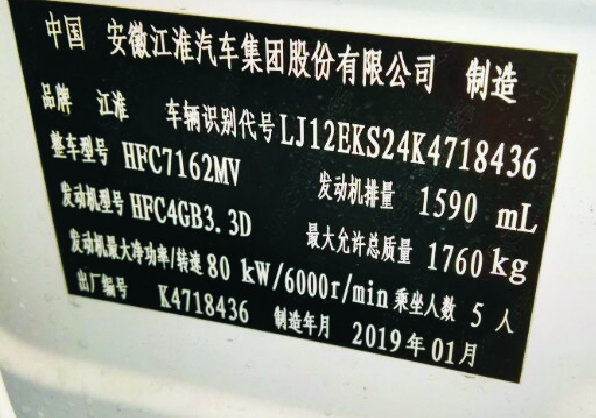 中国 安徽江淮汽车集团股份有限公司 制造
品牌 江淮 车辆识别代号 LJ12EKS24K4718436
整车型号 HFC7162MV 发动机排量 1590 mL
发动机型号 HFC4GB3.3D 最大允许总质量 1760 kg
发动机最大净功率/转速 80 kW/6000r/min 乘坐人数 5 人
出厂编号 K4718436 制造年月 2019年01月